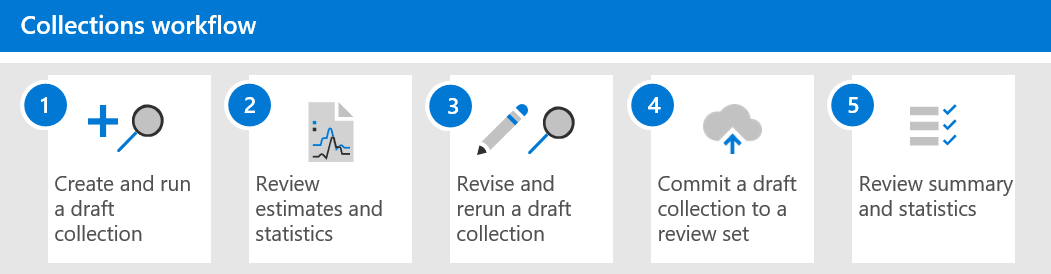 Collections workflow
1
Create and run
a draft
collection
2
Review
estimates and
statistics
3
Revise and
rerun a draft
collection
4
Commit a draft
collection to a
review set
5
Review summary
and statistics